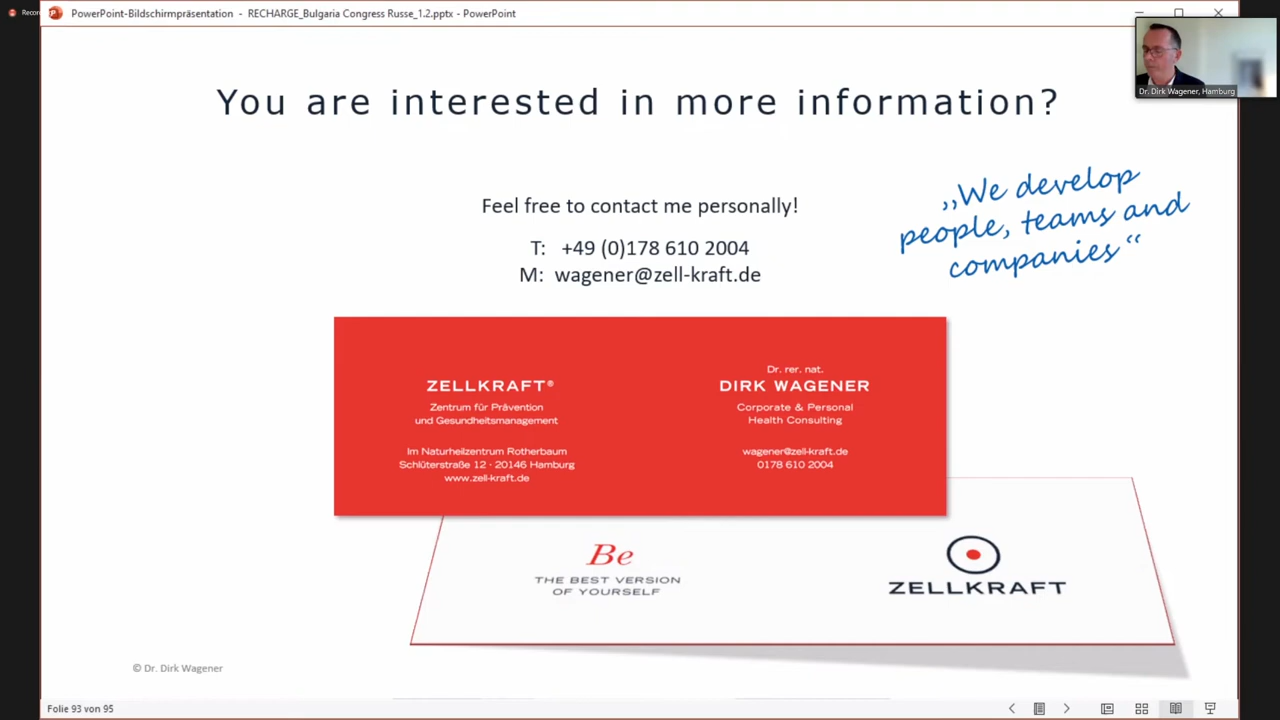 PowerPoint-Bildschirmpräsentation - RECHARGE_Bulgaria Congress Russe_1.2.pptx - PowerPoint
Dr. Dirk Wagener, Hamburg
You are interested in more information?
Feel free to contact me personally!
T: +49 (0)178 610 2004
M: wagener@zell-kraft.de
„We develop
people, teams and
companies“
ZELLKRAFT®
Zentrum für Prävention
und Gesundheitsmanagement
Im Naturheilzentrum Rotherbaum
Schlüterstraße 12 · 20146 Hamburg
www.zell-kraft.de
Dr. rer. nat.
DIRK WAGENER
Corporate & Personal
Health Consulting
wagener@zell-kraft.de
0178 610 2004
Be
THE BEST VERSION
OF YOURSELF
ZELLKRAFT
© Dr. Dirk Wagener
Folie 93 von 95